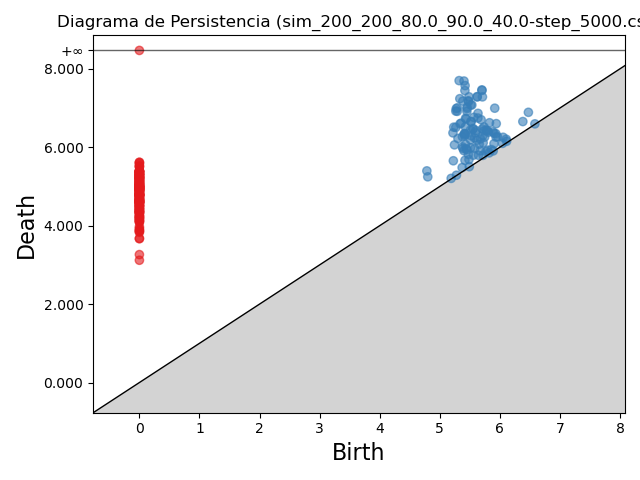 Diagrama de Persistencia (sim_200_200_80.0_90.0_40.0-step_5000.cs
+∞
8.000
6.000
4.000
2.000
0.000
Death
0 1 2 3 4 5 6 7 8
Birth